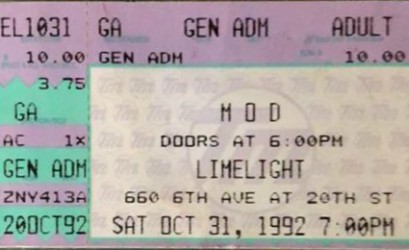 EL1031 GA GEN ADM ADULT
10.00 GEN ADM 10.00
3.75
GA M O D
DOORS AT 6:00PM
AC 1x LIMELIGHT
GEN ADM
ZNY413A 660 6TH AVE AT 20TH ST
20OCT92 SAT OCT 31, 1992 7:00PM